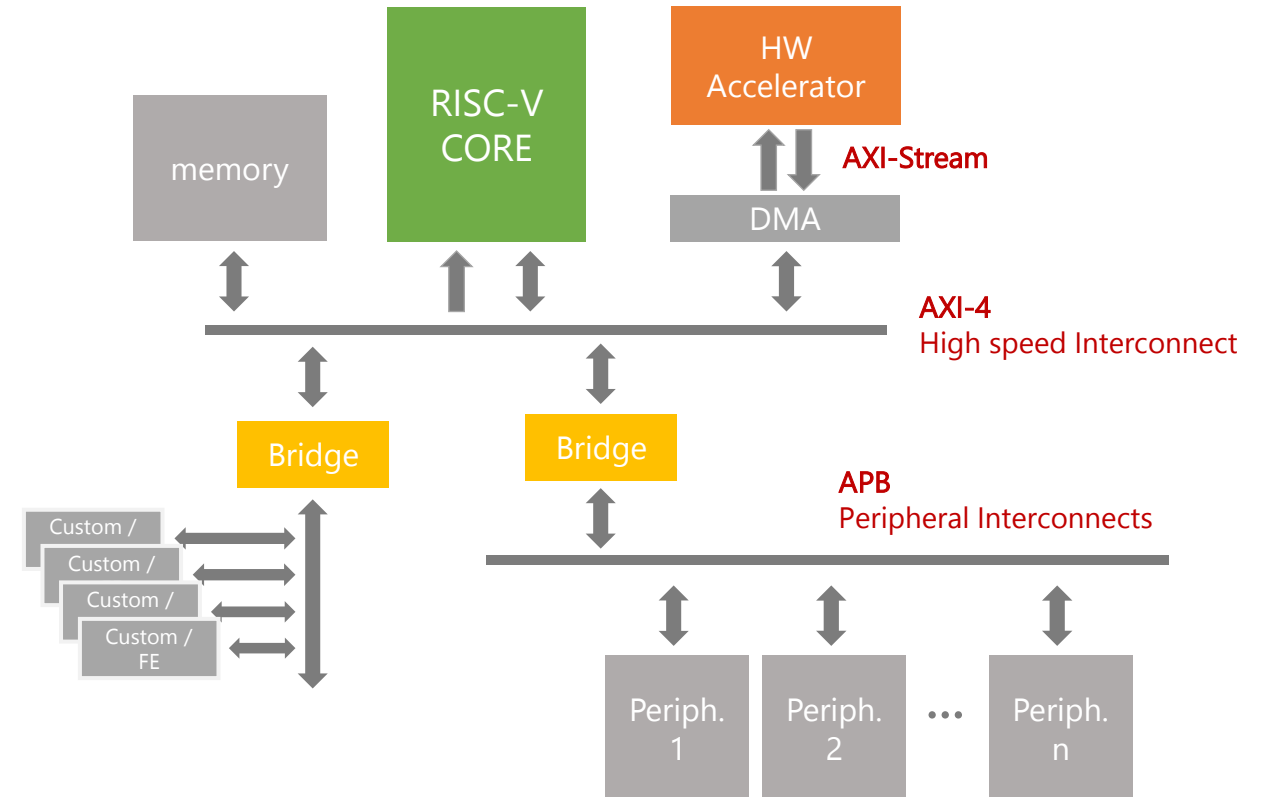 HW
Accelerator
RISC-V
CORE
memory
AXI-Stream
DMA
AXI-4
High speed Interconnect
Bridge
Bridge
APB
Peripheral Interconnects
Custom /
Custom /
Custom /
Custom /
FE
Periph.
1
Periph.
2
...
Periph.
n